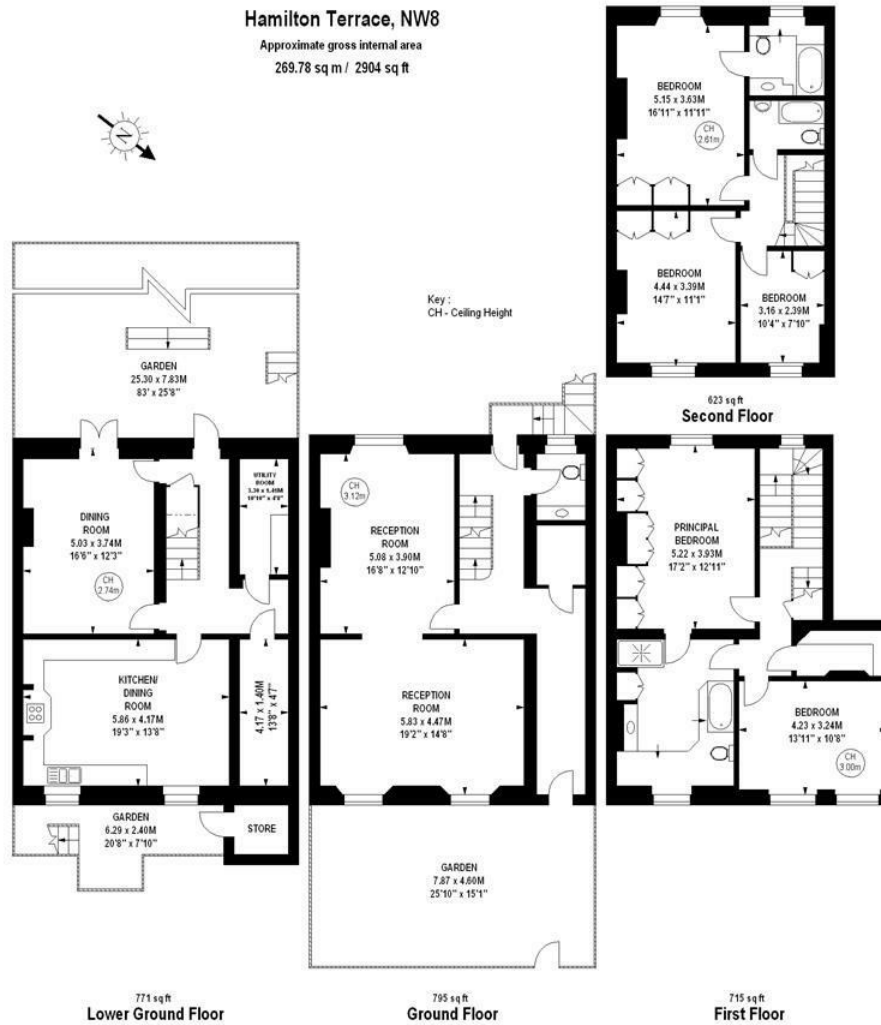 Hamilton Terrace, NW8
Approximate gross internal area
269.78 sq m / 2904 sq ft
N
Key :
CH - Ceiling Height
BEDROOM
5.15 x 3.63M
16'11" x 11'11"
CH
2.61m
BEDROOM
4.44 x 3.39M
14'7" x 11'1"
BEDROOM
3.16 x 2.39M
10'4" x 7'10"
623 sq ft
Second Floor
GARDEN
25.30 x 7.83M
83' x 25'8"
DINING
ROOM
5.03 x 3.74M
16'6" x 12'3"
CH
2.74m
UTILITY
ROOM
KITCHEN/
DINING
ROOM
5.86 x 4.17M
19'3" x 13'8"
4.17 x 1.40M
13'8" x 4'7"
GARDEN
6.29 x 2.40M
20'8" x 7'10"
STORE
771 sq ft
Lower Ground Floor
CH
3.12m
RECEPTION
ROOM
5.08 x 3.90M
16'8" x 12'10"
RECEPTION
ROOM
5.83 x 4.47M
19'2" x 14'8"
GARDEN
7.87 x 4.60M
25'10" x 15'1"
795 sq ft
Ground Floor
PRINCIPAL
BEDROOM
5.22 x 3.93M
17'2" x 12'11"
BEDROOM
4.23 x 3.24M
13'11" x 10'8"
CH
3.00m
715 sq ft
First Floor